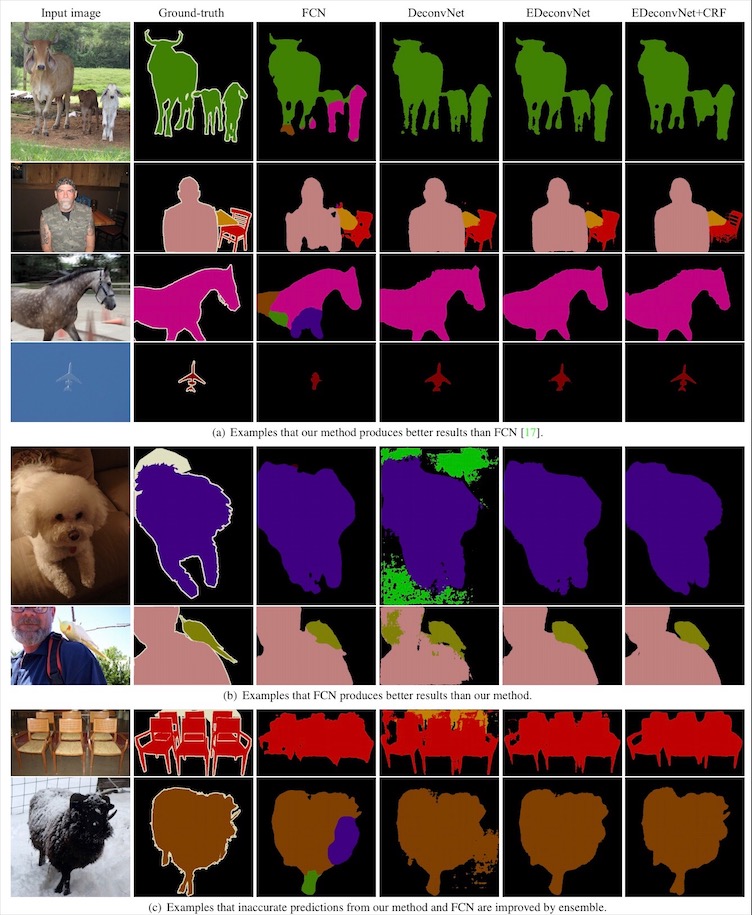 Input image Ground-truth FCN DeconvNet EDeconvNet EDeconvNet+CRF
(a) Examples that our method produces better results than FCN [17].
(b) Examples that FCN produces better results than our method.
(c) Examples that inaccurate predictions from our method and FCN are improved by ensemble.